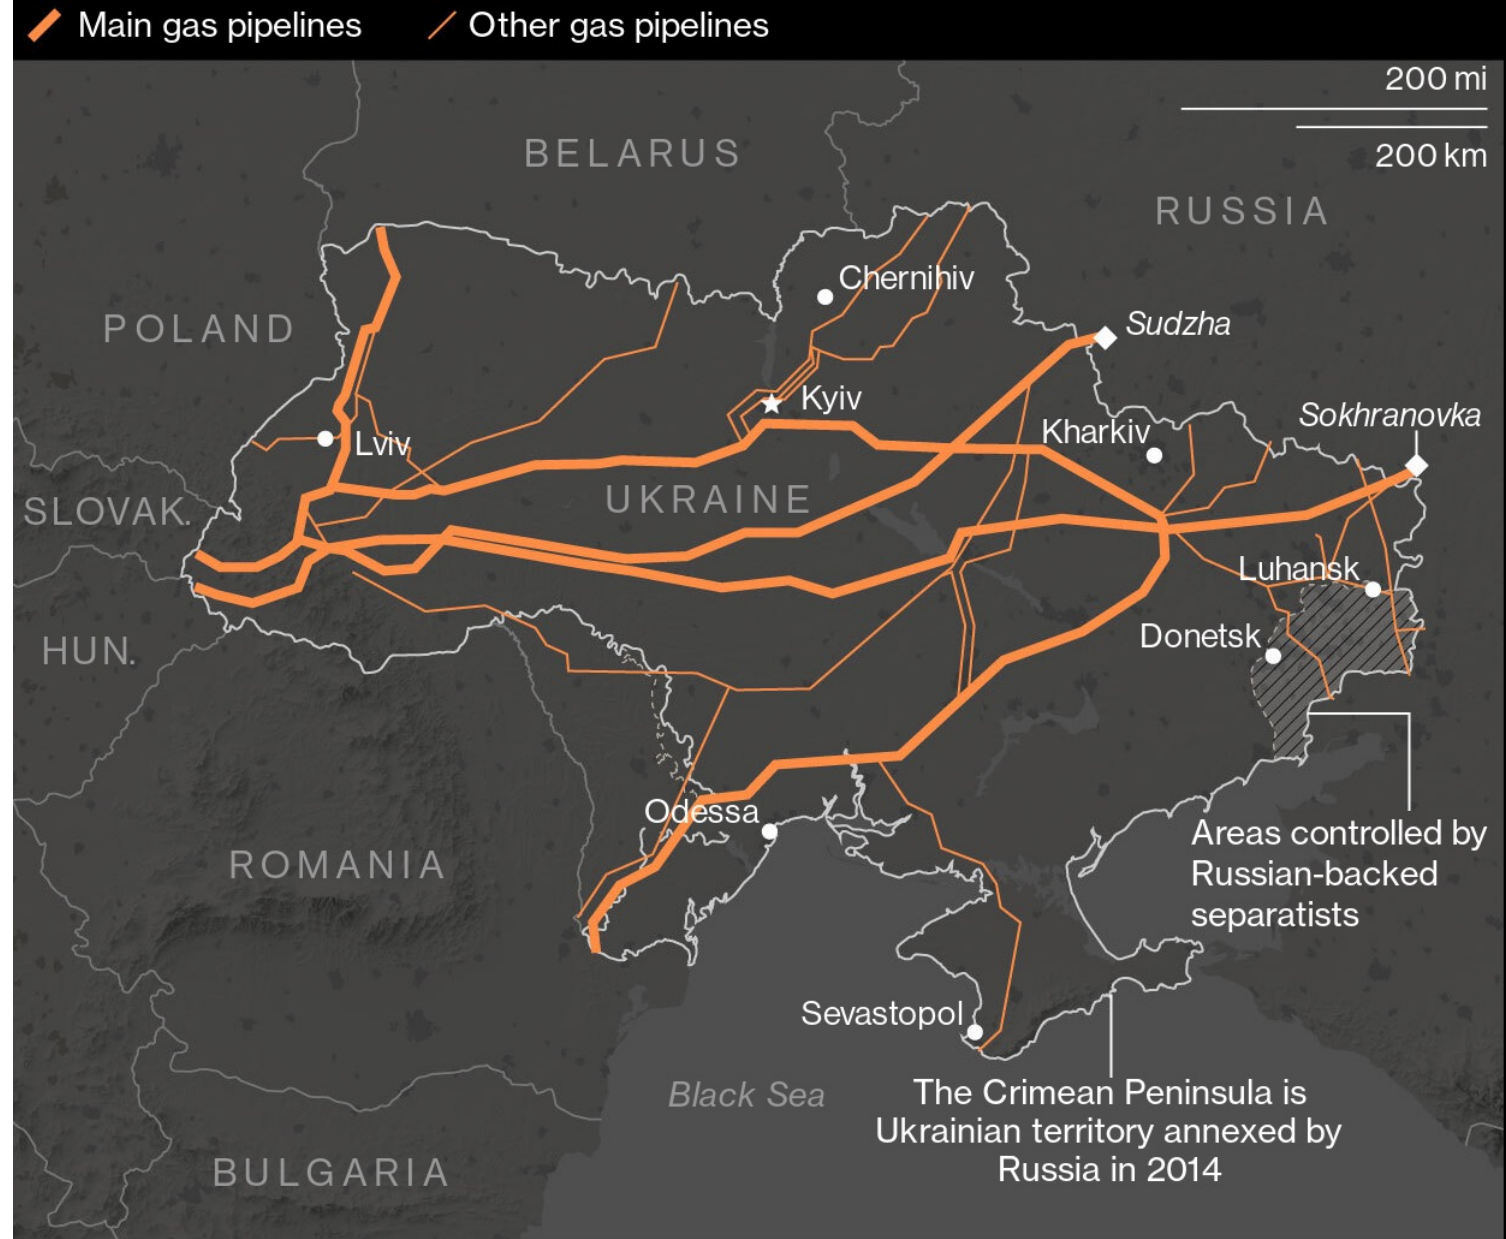 Main gas pipelines
Other gas pipelines
200 mi
200 km
BELARUS
RUSSIA
Chernihiv
Sudzha
POLAND
Kyiv
Sokhranovka
Kharkiv
Lviv
SLOVAK.
UKRAINE
Luhansk
Donetsk
HUN.
Odessa
Areas controlled by
Russian-backed
separatists
ROMANIA
Sevastopol
Black Sea
The Crimean Peninsula is
Ukrainian territory annexed by
Russia in 2014
BULGARIA